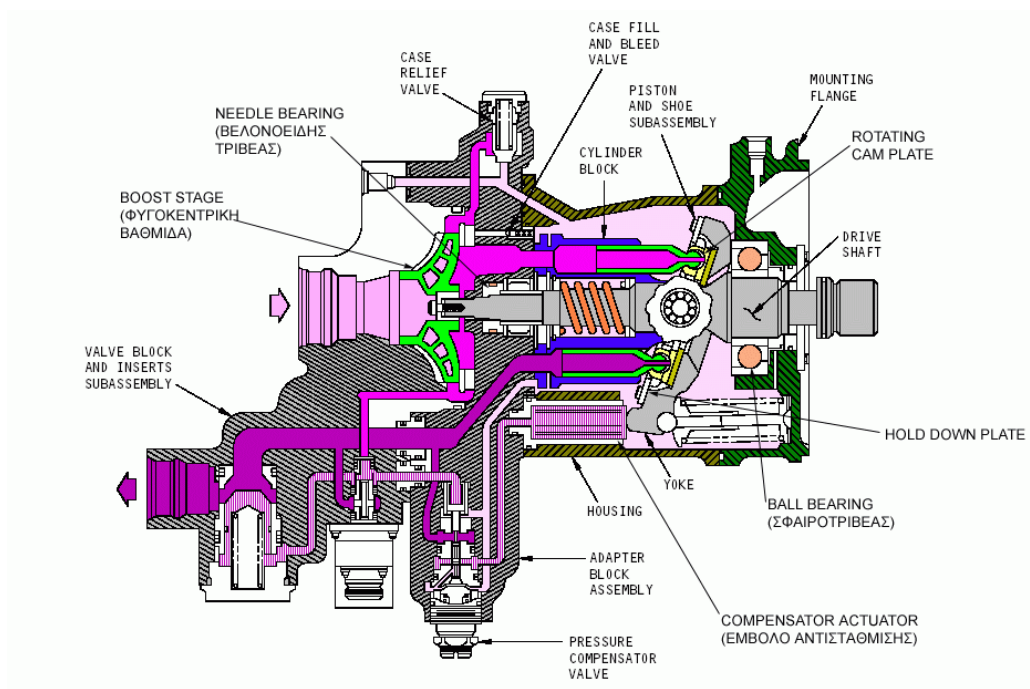 CASE FILL
AND BLEED
VALVE
CASE
RELIEF
VALVE
MOUNTING
FLANGE
PISTON
AND SHOE
SUBASSEMBLY
NEEDLE BEARING
(ΒΕΛΟΝΟΕΙΔΗΣ
ΤΡΙΒΕΑΣ)
ROTATING
CAM PLATE
CYLINDER
BLOCK
BOOST STAGE
(ΦΥΓΟΚΕΝΤΡΙΚΗ
ΒΑΘΜΙΔΑ)
DRIVE
SHAFT
VALVE BLOCK
AND INSERTS
SUBASSEMBLY
HOLD DOWN PLATE
YOKE
BALL BEARING
(ΣΦΑΙΡΟΤΡΙΒΕΑΣ)
HOUSING
ADAPTER
BLOCK
ASSEMBLY
COMPENSATOR ACTUATOR
(ΕΜΒΟΛΟ ΑΝΤΙΣΤΑΘΜΙΣΗΣ)
PRESSURE
COMPENSATOR
VALVE